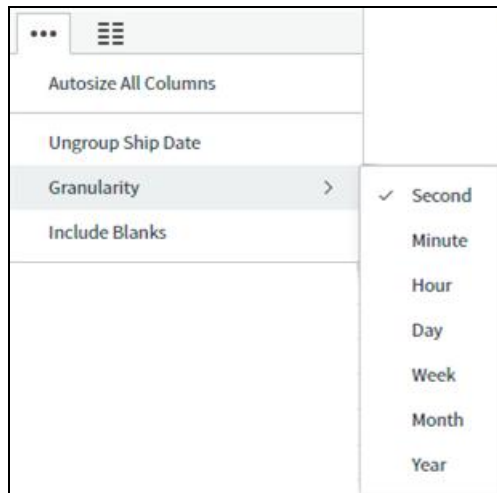 Autosize All Columns
Ungroup Ship Date
Granularity
Include Blanks
Second
Minute
Hour
Day
Week
Month
Year